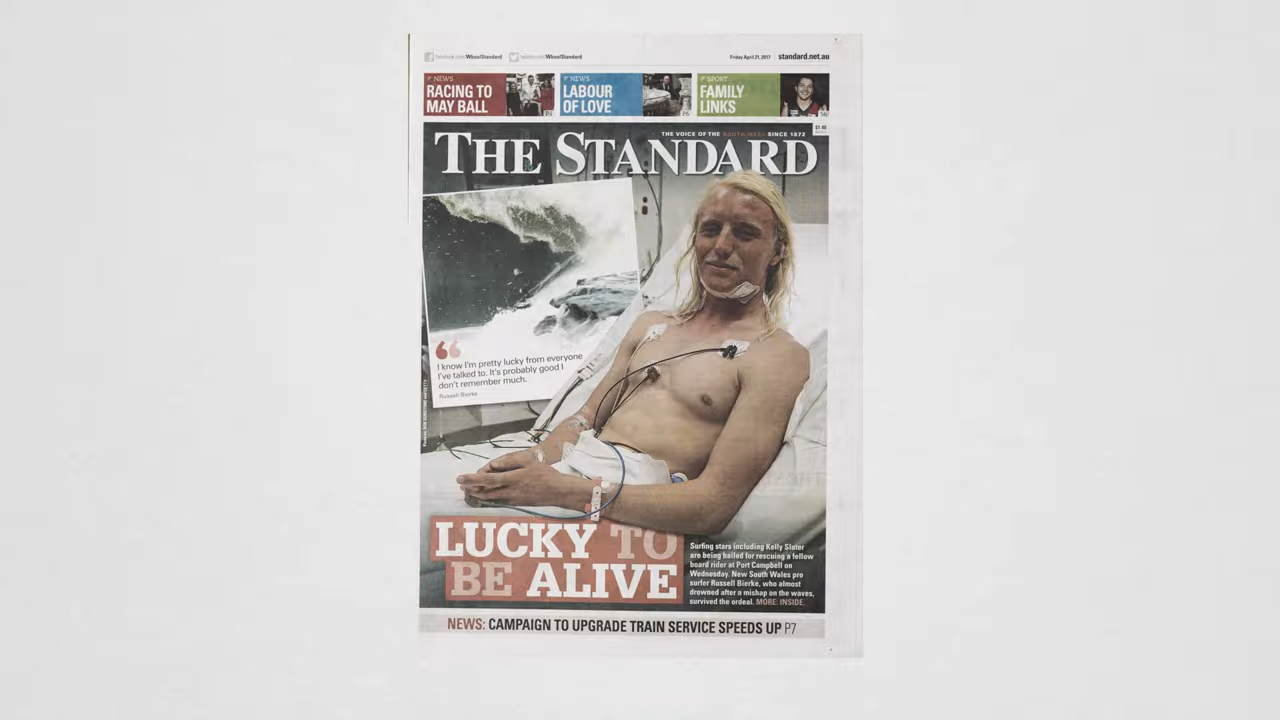 facebook.com/WboolStandard twitter.com/WboolStandard Friday April 21, 2017 standard.net.au
NEWS
RACING TO
MAY BALL
NEWS
LABOUR
OF LOVE
SPORT
FAMILY
LINKS
$1.40
THE VOICE OF THE SOUTH-WEST SINCE 1872
THE STANDARD
I know I'm pretty lucky from everyone
I've talked to. It's probably good I
don't remember much.
Russell Bierke
LUCKY TO
BE ALIVE
Surfing stars including Kelly Slater
are being hailed for rescuing a fellow
board rider at Port Campbell on
Wednesday. New South Wales pro
surfer Russell Bierke, who almost
drowned after a mishap on the waves,
survived the ordeal. MORE: INSIDE.
NEWS: CAMPAIGN TO UPGRADE TRAIN SERVICE SPEEDS UP P7